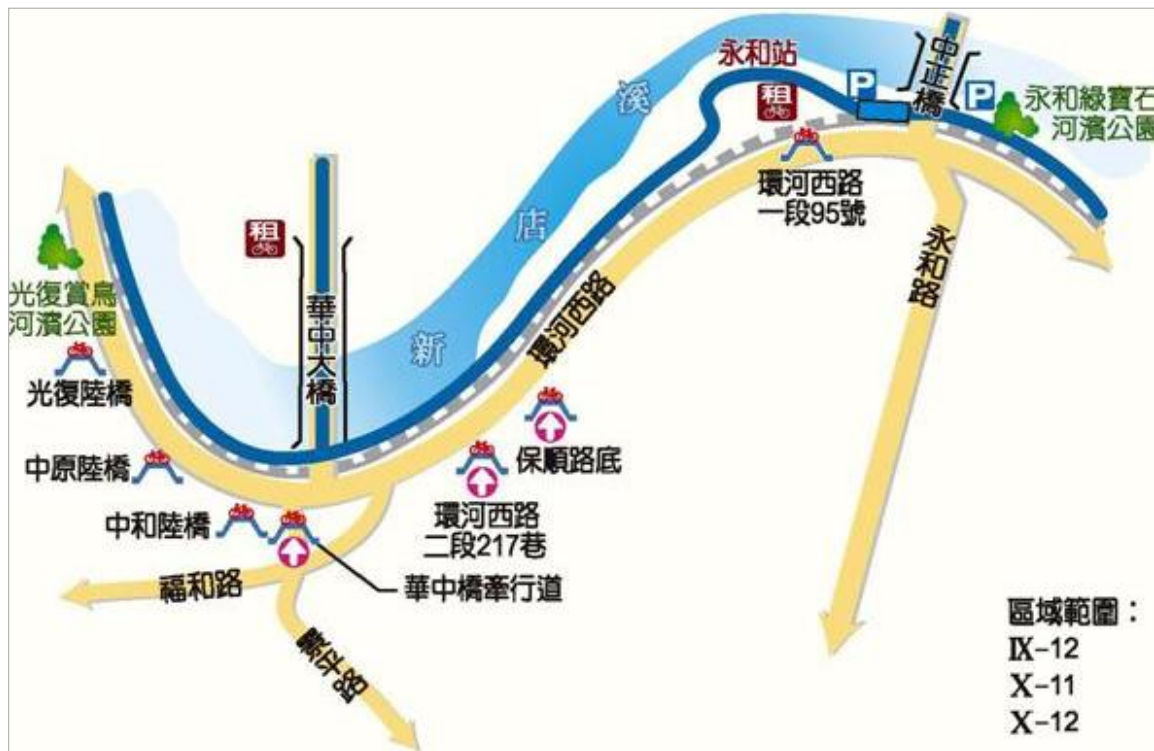 永和站
租
P
中正橋
P
永和綠寶石
河濱公園
溪
店
新
環河西路
一段95號
租
華中大橋
環河西路
永和路
光復賞鳥
河濱公園
光復陸橋
中原陸橋
中和陸橋
保順路底
環河西路
二段217巷
華中橋牽行道
福和路
景平路
區域範圍：
Ⅸ-12
Ⅹ-11
Ⅹ-12